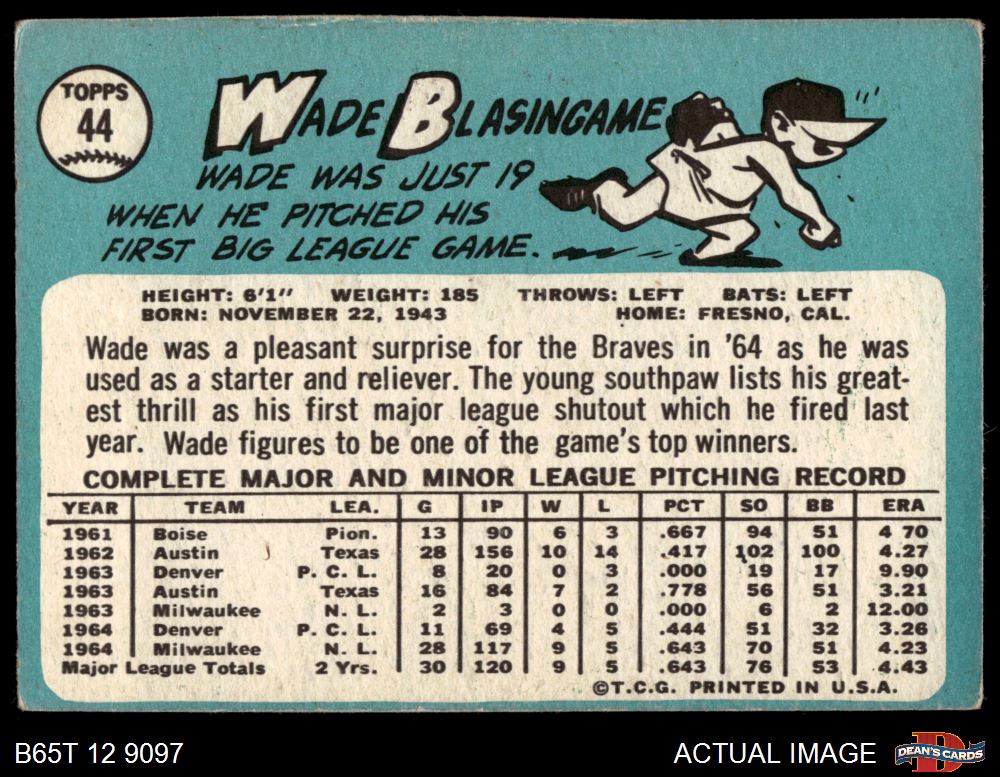 TOPPS
44
WADE BLASINGAME
WADE WAS JUST 19
WHEN HE PITCHED HIS
FIRST BIG LEAGUE GAME.
HEIGHT: 6'1" WEIGHT: 185 THROWS: LEFT BATS: LEFT
BORN: NOVEMBER 22, 1943 HOME: FRESNO, CAL.
Wade was a pleasant surprise for the Braves in '64 as he was
used as a starter and reliever. The young southpaw lists his great-
est thrill as his first major league shutout which he fired last
year. Wade figures to be one of the game's top winners.
COMPLETE MAJOR AND MINOR LEAGUE PITCHING RECORD
YEAR TEAM LEA. G IP W L PCT SO BB ERA
1961 Boise Pion. 13 90 6 3 .667 94 51 4 70
1962 Austin Texas 28 156 10 14 .417 102 100 4.27
1963 Denver P. C. L. 8 20 0 3 .000 19 17 9.90
1963 Austin Texas 16 84 7 2 .778 56 51 3.21
1963 Milwaukee N. L. 2 3 0 0 .000 6 2 12.00
1964 Denver P. C. L. 11 69 4 5 .444 51 32 3.26
1964 Milwaukee N. L. 28 117 9 5 .643 70 51 4.23
Major League Totals 2 Yrs. 30 120 9 5 .643 76 53 4.43
©T.C.G. PRINTED IN U.S.A.
B65T 12 9097 ACTUAL IMAGE D DEAN'S CARDS